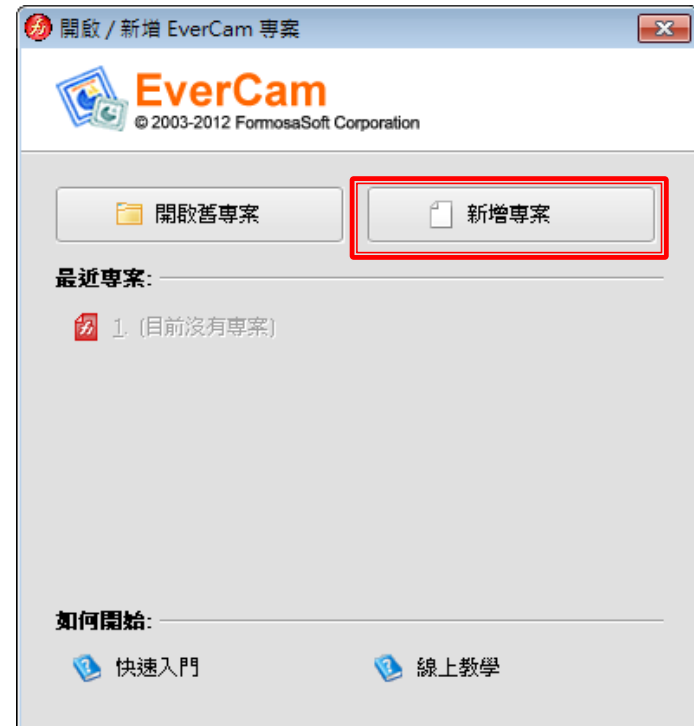 開啟 / 新增 EverCam 專案
EverCam
© 2003-2012 FormosaSoft Corporation
開啟舊專案 新增專案
最近專案:
1. (目前沒有專案)
如何開始:
快速入門 線上教學